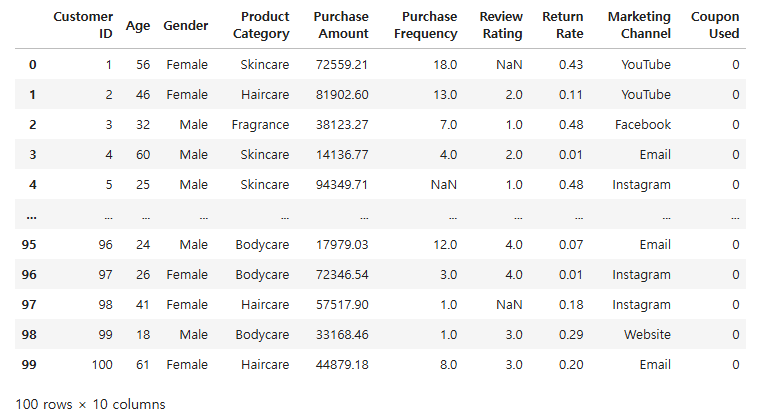 Customer ID Age Gender Product Category Purchase Amount Purchase Frequency Review Rating Return Rate Marketing Channel Coupon Used
0 1 56 Female Skincare 72559.21 18.0 NaN 0.43 YouTube 0
1 2 46 Female Haircare 81902.60 13.0 2.0 0.11 YouTube 0
2 3 32 Male Fragrance 38123.27 7.0 1.0 0.48 Facebook 0
3 4 60 Male Skincare 14136.77 4.0 2.0 0.01 Email 0
4 5 25 Male Skincare 94349.71 NaN 1.0 0.48 Instagram 0
... ... ... ... ... ... ... ... ... ... ...
95 96 24 Male Bodycare 17979.03 12.0 4.0 0.07 Email 0
96 97 26 Female Bodycare 72346.54 3.0 4.0 0.01 Instagram 0
97 98 41 Female Haircare 57517.90 1.0 NaN 0.18 Instagram 0
98 99 18 Male Bodycare 33168.46 1.0 3.0 0.29 Website 0
99 100 61 Female Haircare 44879.18 8.0 3.0 0.20 Email 0
100 rows × 10 columns